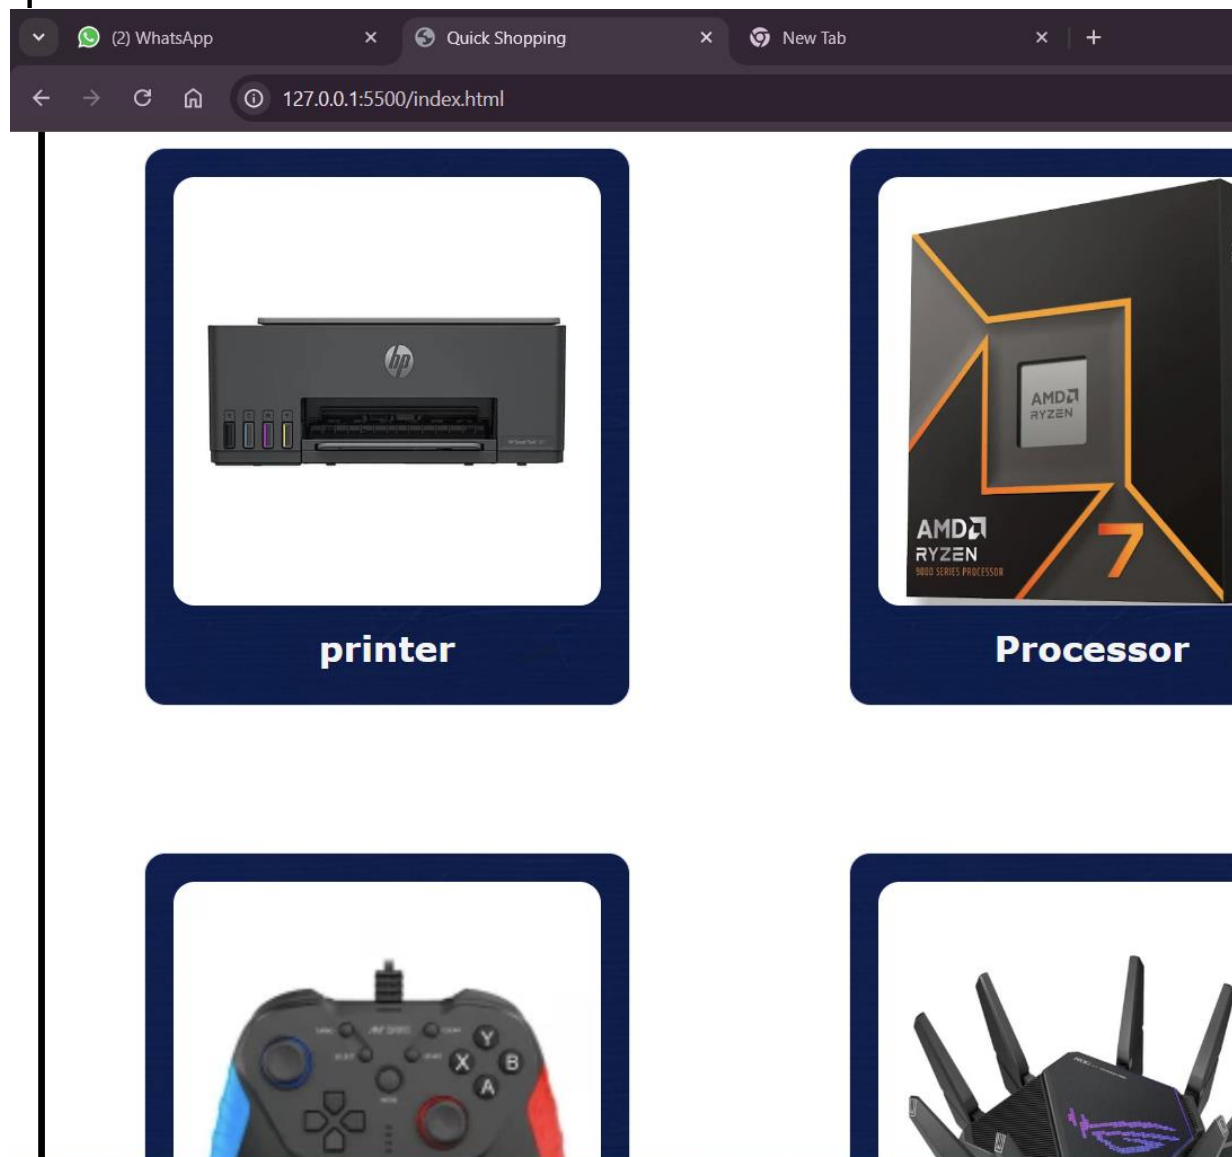 (2) WhatsApp
Quick Shopping
New Tab
127.0.0.1:5500/index.html
hp
AMD
RYZEN
AMD
RYZEN
9000 SERIES PROCESSOR
7
printer
Processor
Y
X
B
A